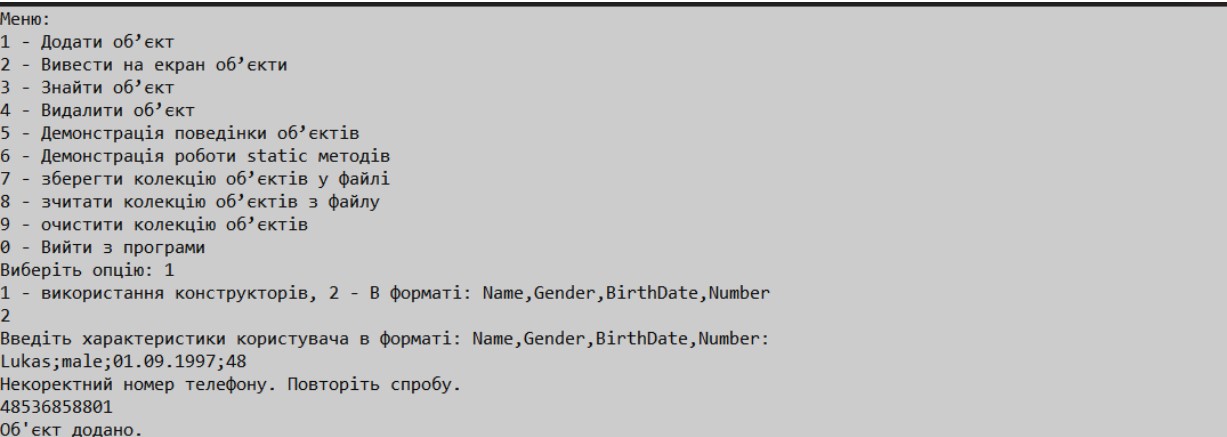 Меню:
1 - Додати об’єкт
2 - Вивести на екран об’єкти
3 - Знайти об’єкт
4 - Видалити об’єкт
5 - Демонстрація поведінки об’єктів
6 - Демонстрація роботи static методів
7 - зберегти колекцію об’єктів у файлі
8 - зчитати колекцію об’єктів з файлу
9 - очистити колекцію об’єктів
0 - Вийти з програми
Виберіть опцію: 1
1 - використання конструкторів, 2 - В форматі: Name,Gender,BirthDate,Number
2
Введіть характеристики користувача в форматі: Name,Gender,BirthDate,Number:
Lukas;male;01.09.1997;48
Некоректний номер телефону. Повторіть спробу.
48536858801
Об'єкт додано.